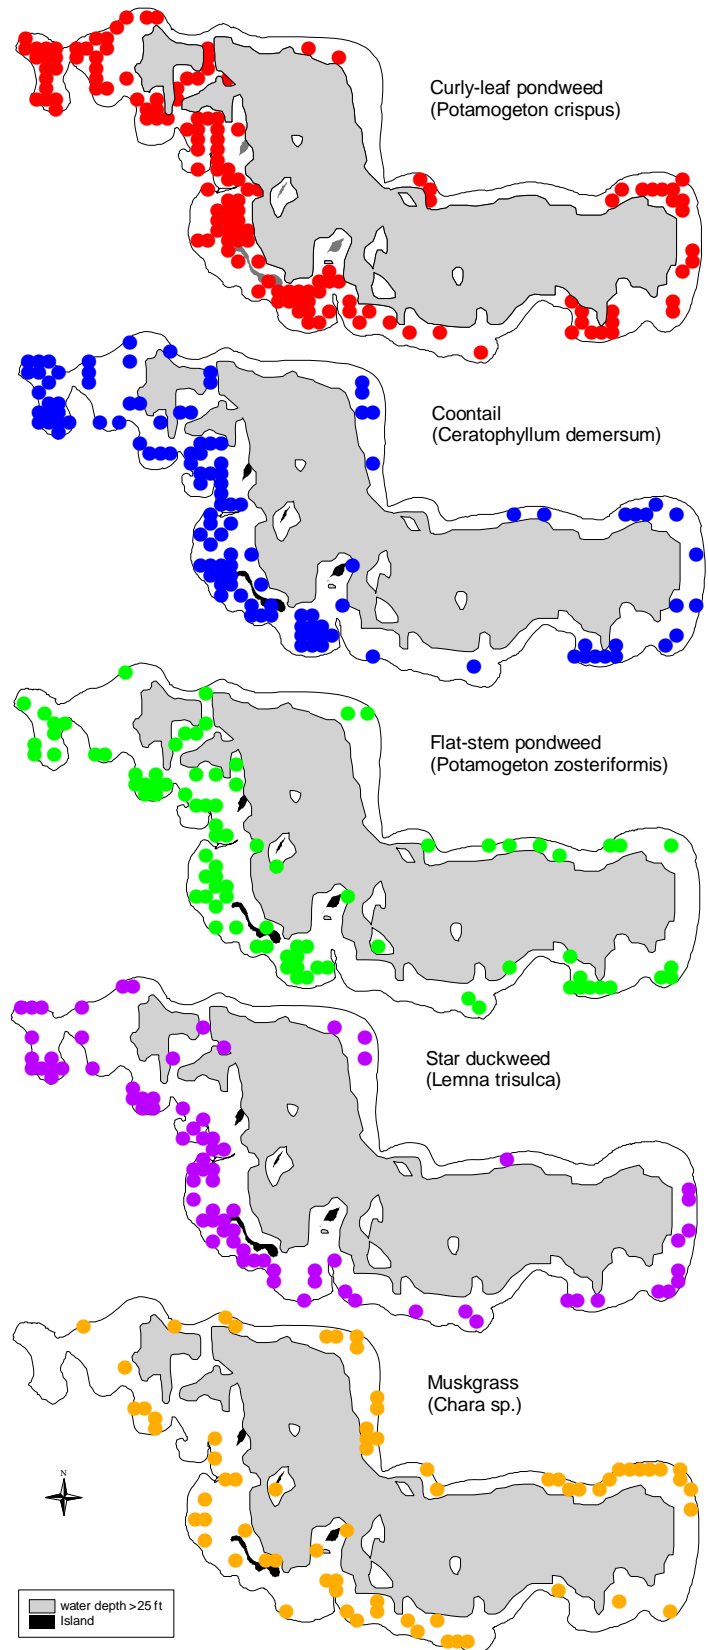 Curly-leaf pondweed
(Potamogeton crispus)
Coontail
(Ceratophyllum demersum)
Flat-stem pondweed
(Potamogeton zosteriformis)
Star duckweed
(Lemna trisulca)
Muskgrass
(Chara sp.)
N
water depth >25 ft
Island